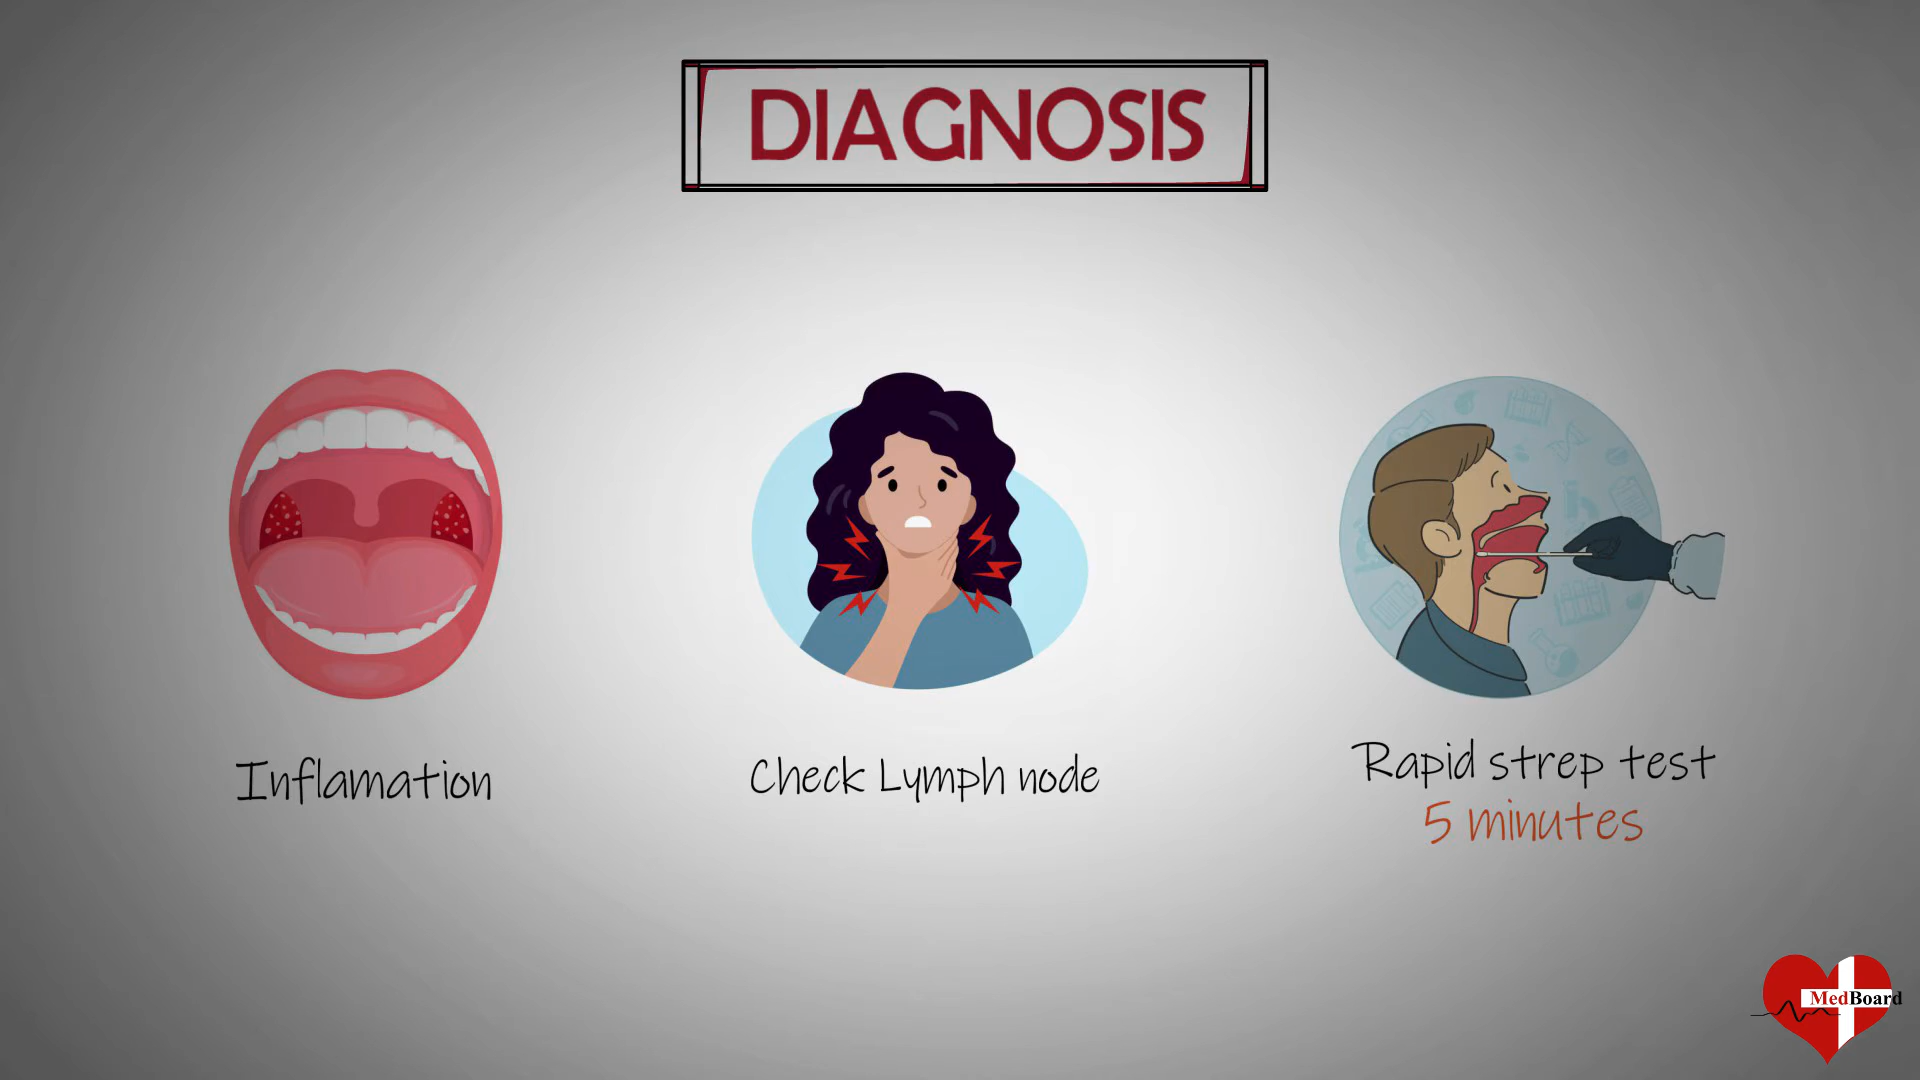 DIAGNOSIS
Inflamation
Check Lymph node
Rapid strep test
5 minutes
MedBoard